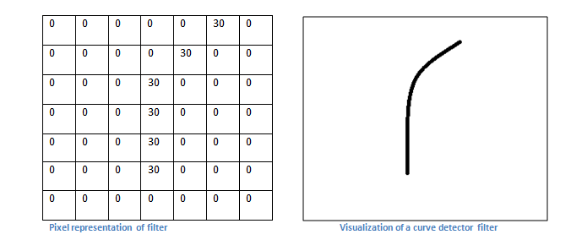 0 0 0 0 0 30 0
0 0 0 0 30 0 0
0 0 0 30 0 0 0
0 0 0 30 0 0 0
0 0 0 30 0 0 0
0 0 0 30 0 0 0
0 0 0 0 0 0 0
Pixel representation of filter
Visualization of a curve detector filter